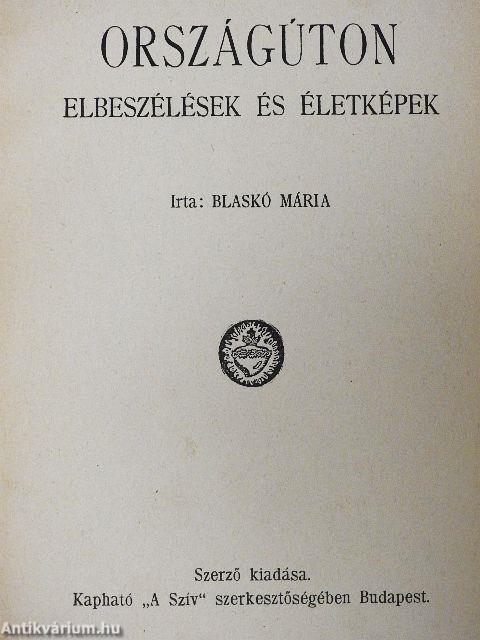 ORSZÁGÚTON
ELBESZÉLÉSEK ÉS ÉLETKÉPEK
Irta: BLASKÓ MÁRIA
Szerző kiadása.
Kapható „A Szív" szerkesztőségében Budapest.
Antikvárium.hu